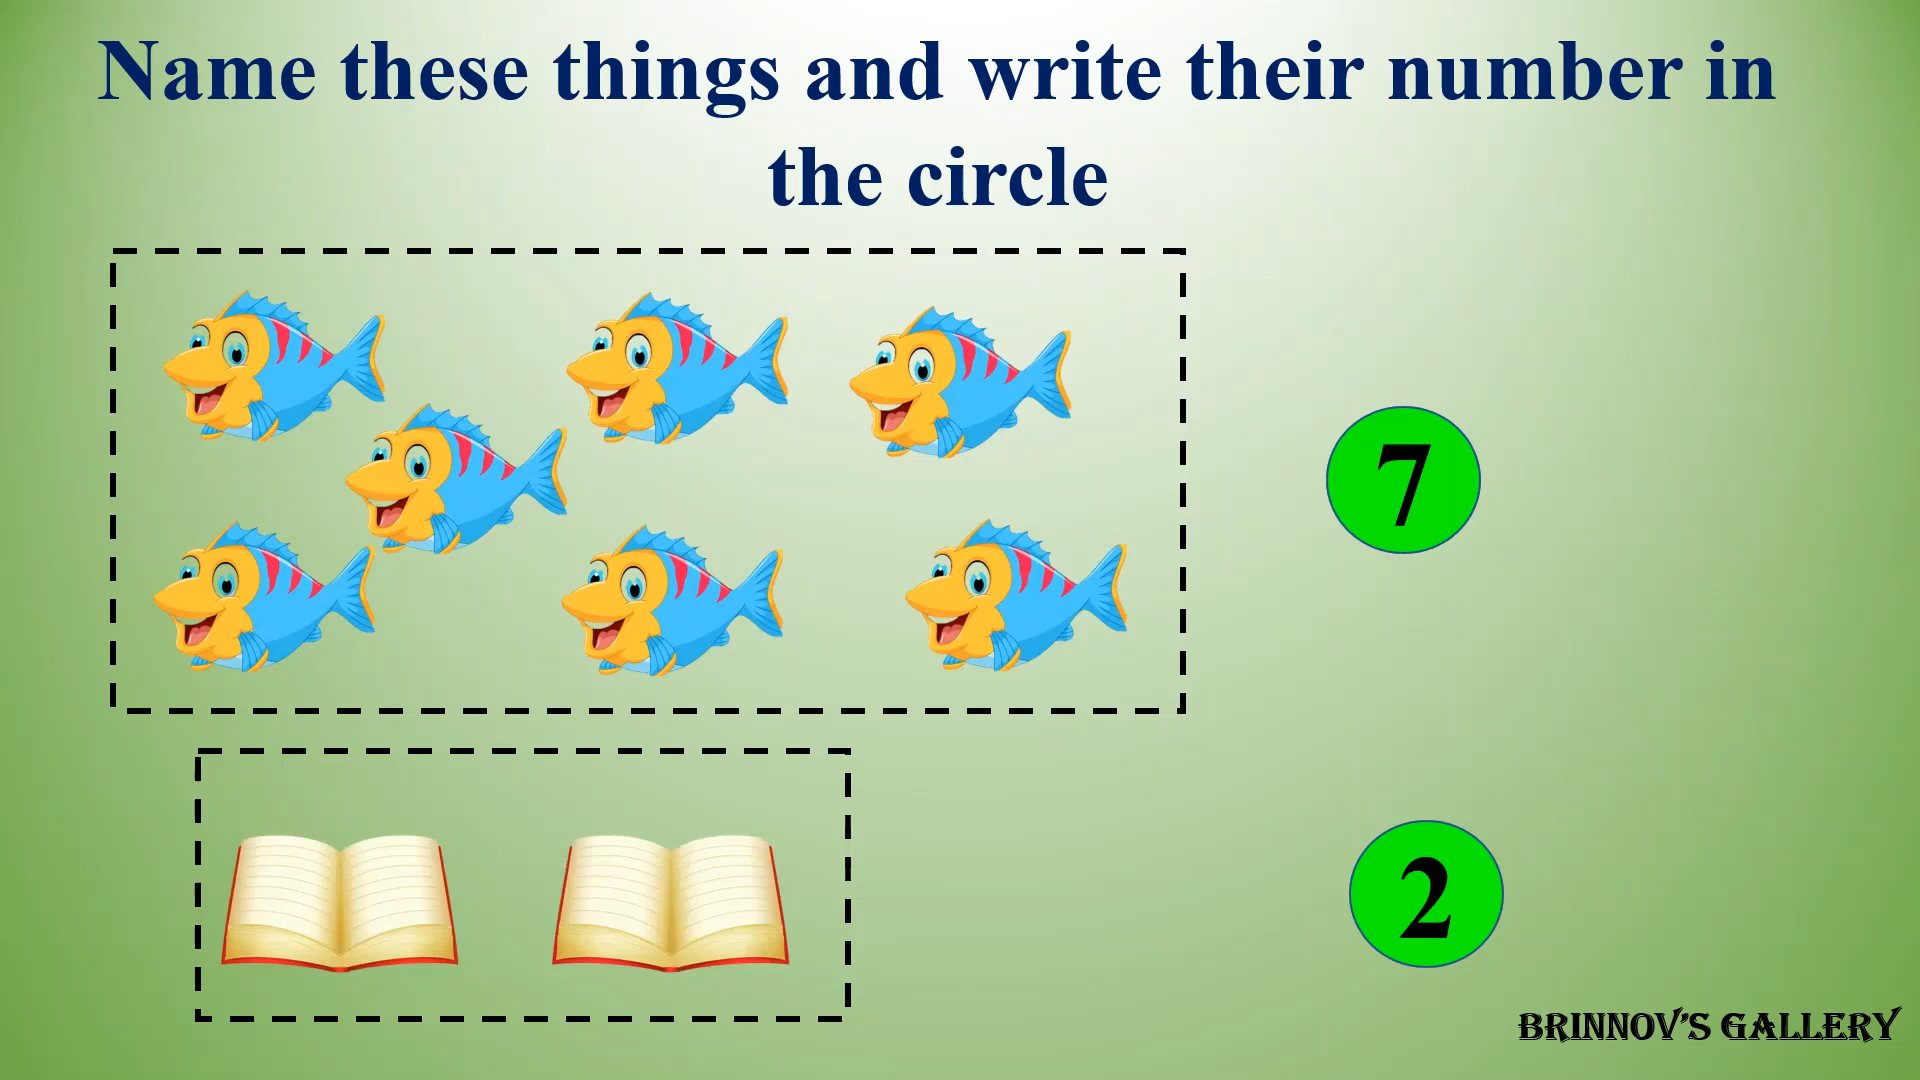 Name these things and write their number in
the circle
7
2
BRINNOV'S GALLERY